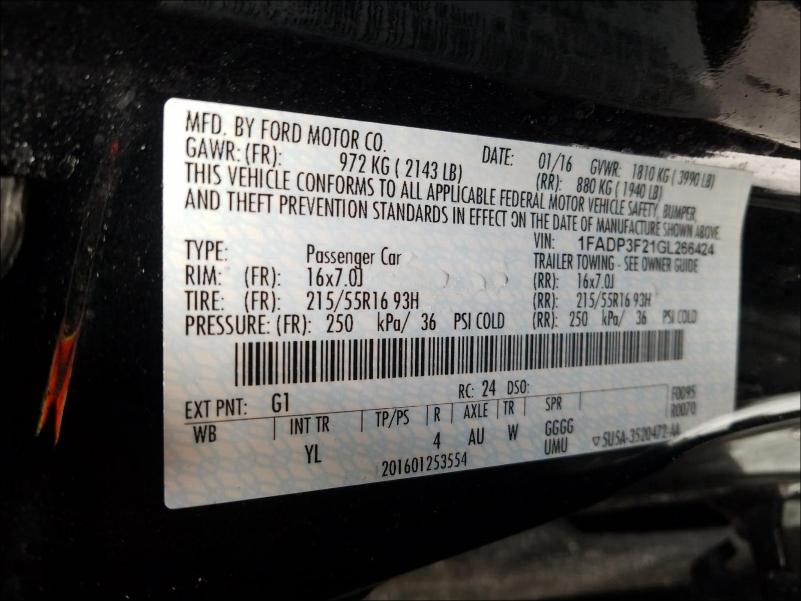 MFD. BY FORD MOTOR CO.
DATE: 01/16 GVWR: 1810 KG ( 3990 LB)
GAWR: (FR): 972 KG ( 2143 LB) (RR): 880 KG ( 1940 LB)
THIS VEHICLE CONFORMS TO ALL APPLICABLE FEDERAL MOTOR VEHICLE SAFETY, BUMPER,
AND THEFT PREVENTION STANDARDS IN EFFECT ON THE DATE OF MANUFACTURE SHOWN ABOVE.
VIN: 1FADP3F21GL266424
TYPE: Passenger Car TRAILER TOWING - SEE OWNER GUIDE
RIM: (FR): 16x7.0J (RR): 16x7.0J
TIRE: (FR): 215/55R16 93H (RR): 215/55R16 93H
PRESSURE: (FR): 250 kPa/ 36 PSI COLD (RR): 250 kPa/ 36 PSI COLD
EXT PNT: G1 RC: 24 DSO: F0095
R0070
WB INT TR TP/PS R AXLE TR SPR
YL 4 AU W GGGG
UMU ▽5U5A-3520472-AA
201601253554